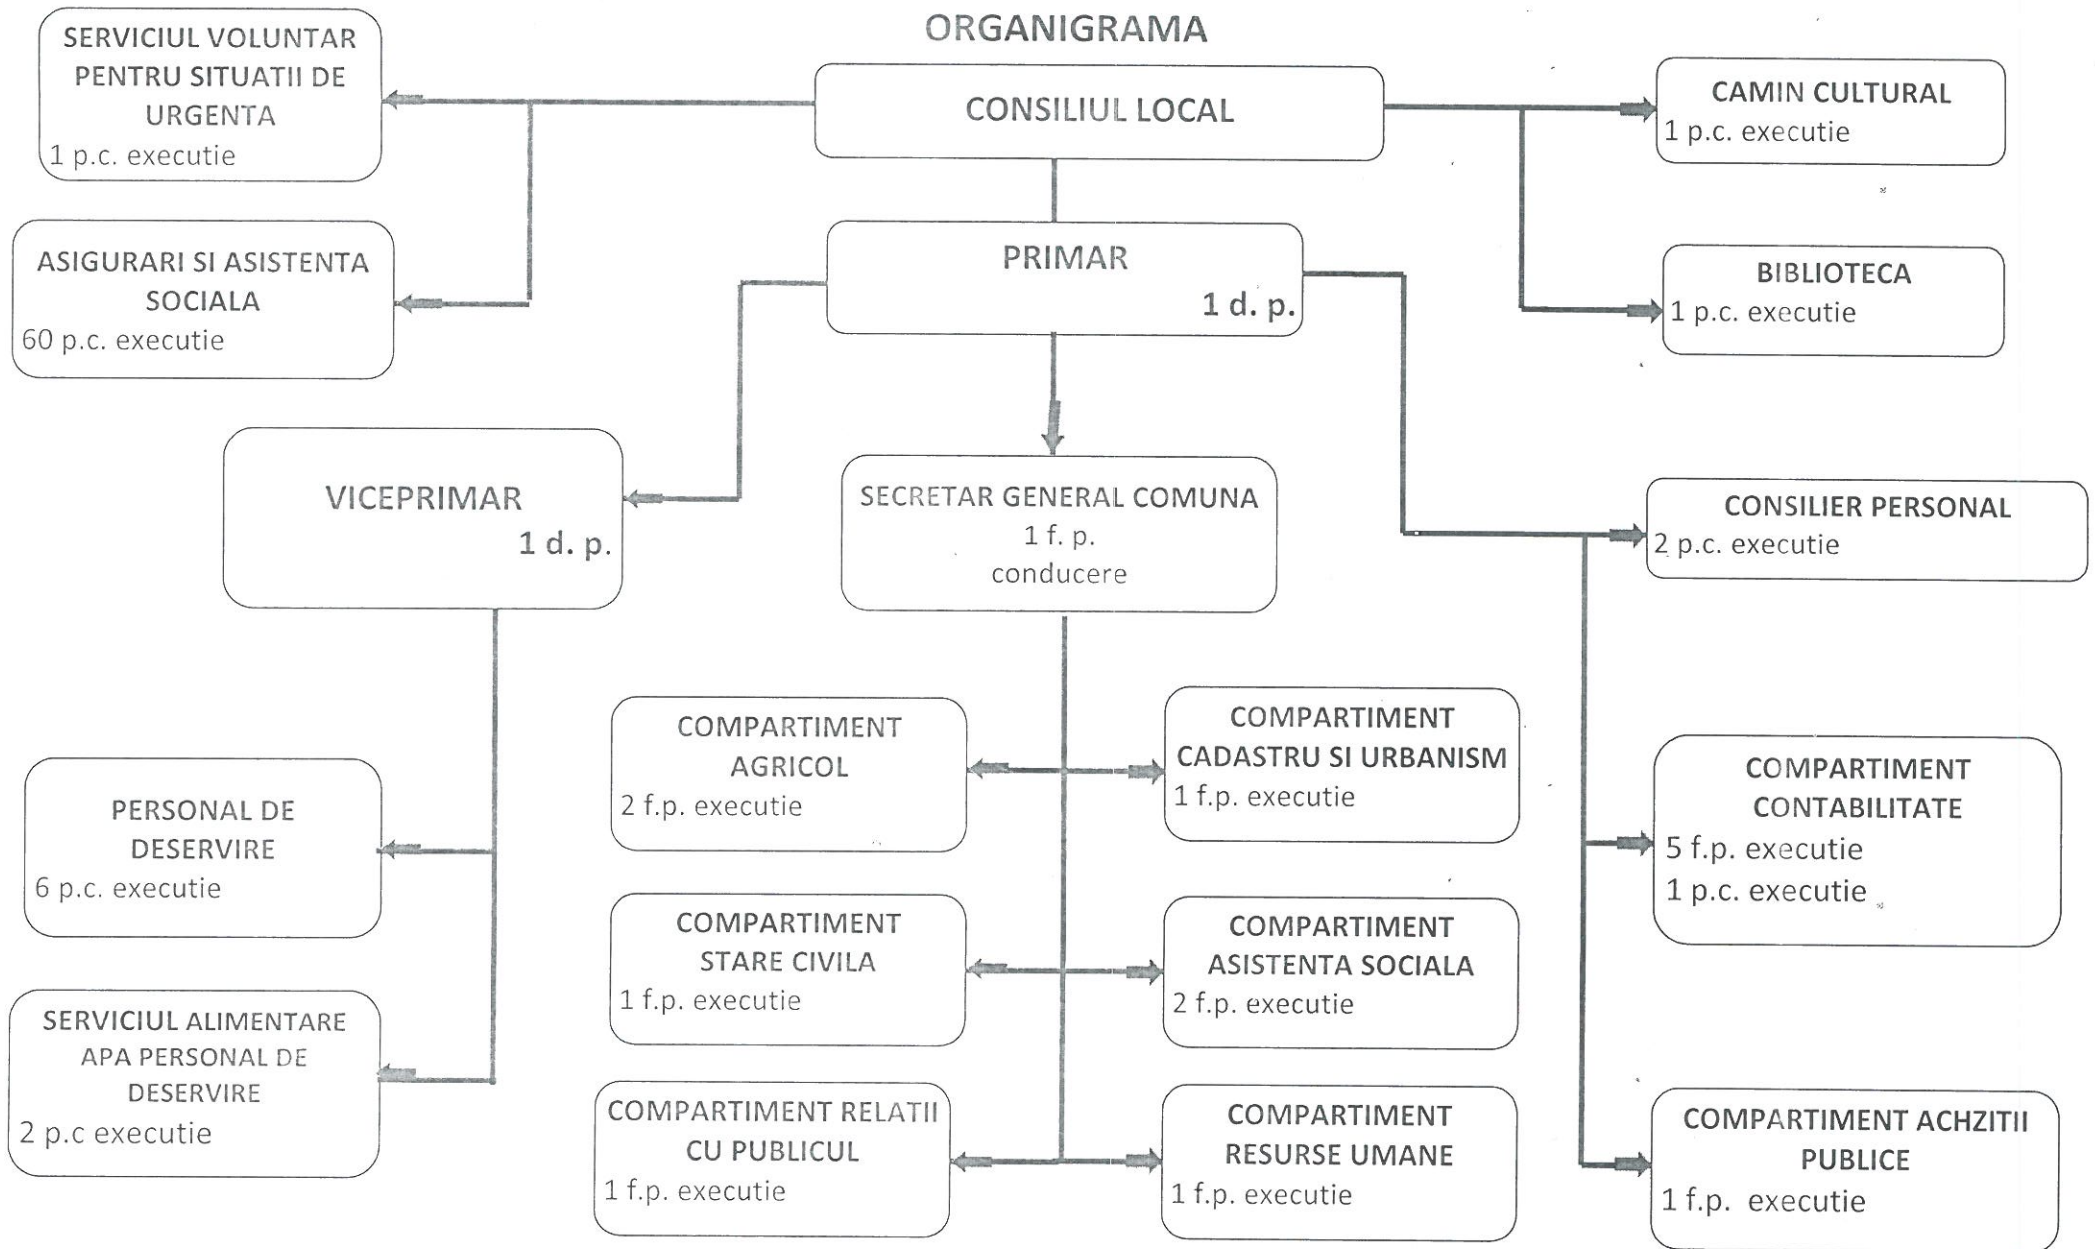 ORGANIGRAMA
SERVICIUL VOLUNTAR
PENTRU SITUATII DE
URGENTA
1 p.c. executie
CONSILIUL LOCAL
CAMIN CULTURAL
1 p.c. executie
ASIGURARI SI ASISTENTA
SOCIALA
60 p.c. executie
PRIMAR
1 d. p.
BIBLIOTECA
1 p.c. executie
VICEPRIMAR
1 d. p.
SECRETAR GENERAL COMUNA
1 f. p.
conducere
CONSILIER PERSONAL
2 p.c. executie
PERSONAL DE
DESERVIRE
6 p.c. executie
COMPARTIMENT
AGRICOL
2 f.p. executie
COMPARTIMENT
CADASTRU SI URBANISM
1 f.p. executie
COMPARTIMENT
CONTABILITATE
5 f.p. executie
1 p.c. executie
COMPARTIMENT
STARE CIVILA
1 f.p. executie
COMPARTIMENT
ASISTENTA SOCIALA
2 f.p. executie
SERVICIUL ALIMENTARE
APA PERSONAL DE
DESERVIRE
2 p.c executie
COMPARTIMENT RELATII
CU PUBLICUL
1 f.p. executie
COMPARTIMENT
RESURSE UMANE
1 f.p. executie
COMPARTIMENT ACHZITII
PUBLICE
1 f.p. executie